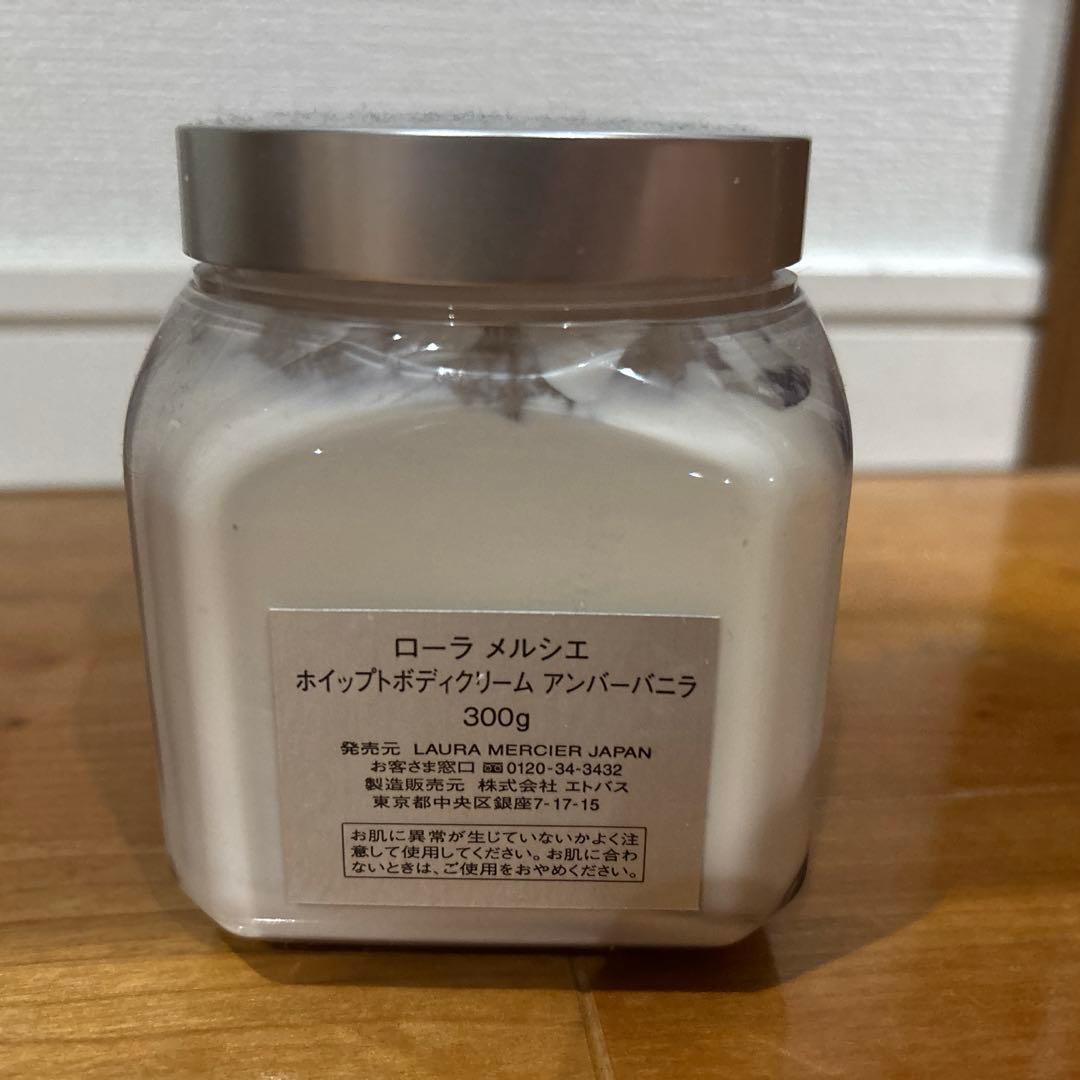 ローラ メルシエ
ホイップトボディクリーム アンバーバニラ
300g
発売元 LAURA MERCIER JAPAN
お客さま窓口 0120-34-3432
製造販売元 株式会社 エトバス
東京都中央区銀座7-17-15
お肌に異常が生じていないかよく注
意して使用してください。お肌に合わ
ないときは、ご使用をおやめください。